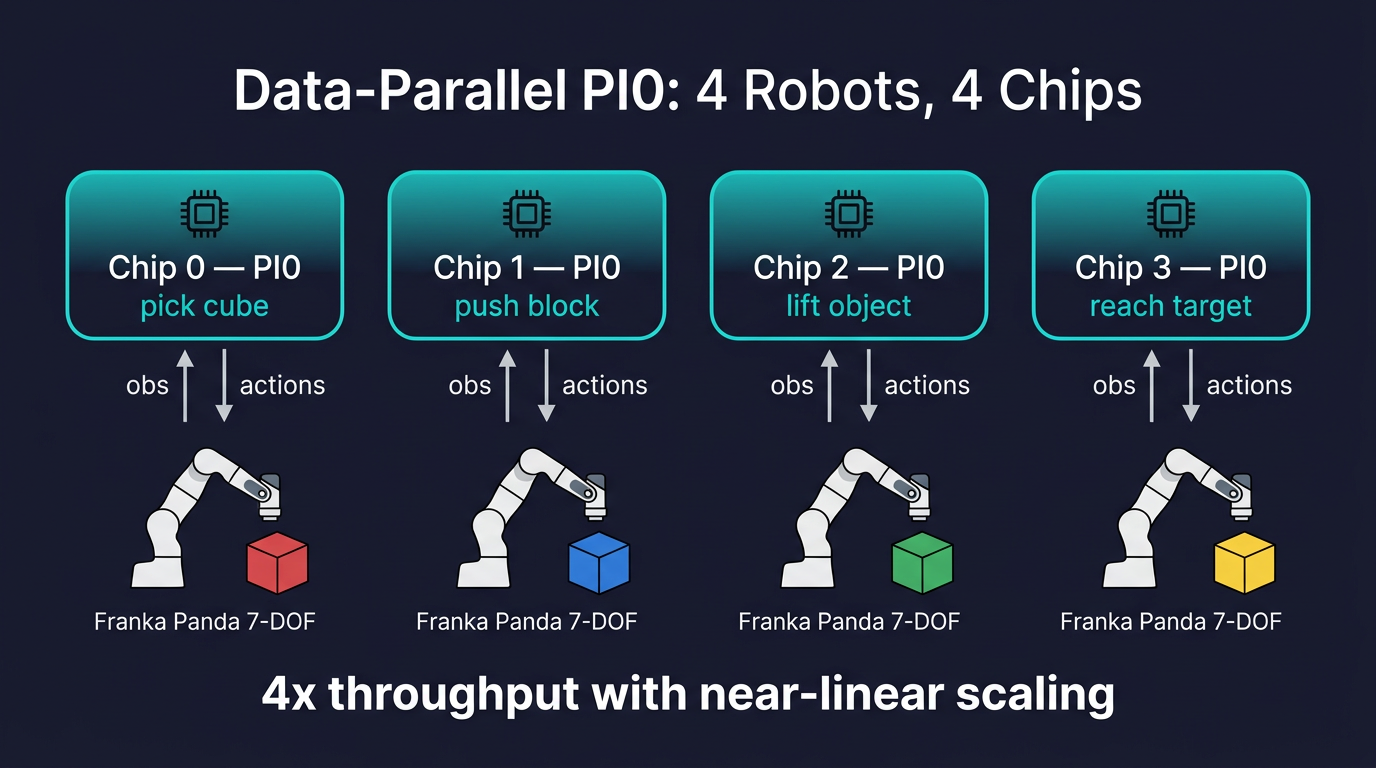 Data-Parallel PI0: 4 Robots, 4 Chips
Chip 0 — PI0
pick cube
Chip 1 — PI0
push block
Chip 2 — PI0
lift object
Chip 3 — PI0
reach target
obs
actions
obs
actions
obs
actions
obs
actions
Franka Panda 7-DOF
Franka Panda 7-DOF
Franka Panda 7-DOF
Franka Panda 7-DOF
4x throughput with near-linear scaling